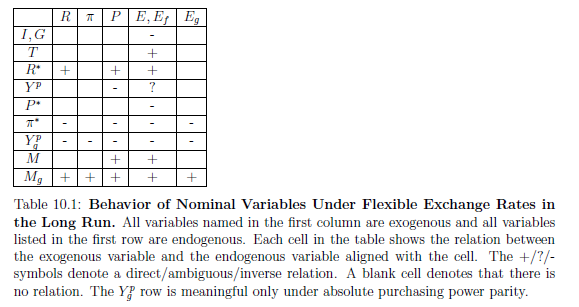 R π P E, E_f E_g
I, G -
T +
R* + + +
Y^p - ?
P* -
π* - - - - -
Y_g^p - - - - -
M + +
M_g + + + + +
Table 10.1: Behavior of Nominal Variables Under Flexible Exchange Rates in
the Long Run. All variables named in the first column are exogenous and all variables
listed in the first row are endogenous. Each cell in the table shows the relation between
the exogenous variable and the endogenous variable aligned with the cell. The +/?/-
symbols denote a direct/ambiguous/inverse relation. A blank cell denotes that there is
no relation. The Y_g^p row is meaningful only under absolute purchasing power parity.